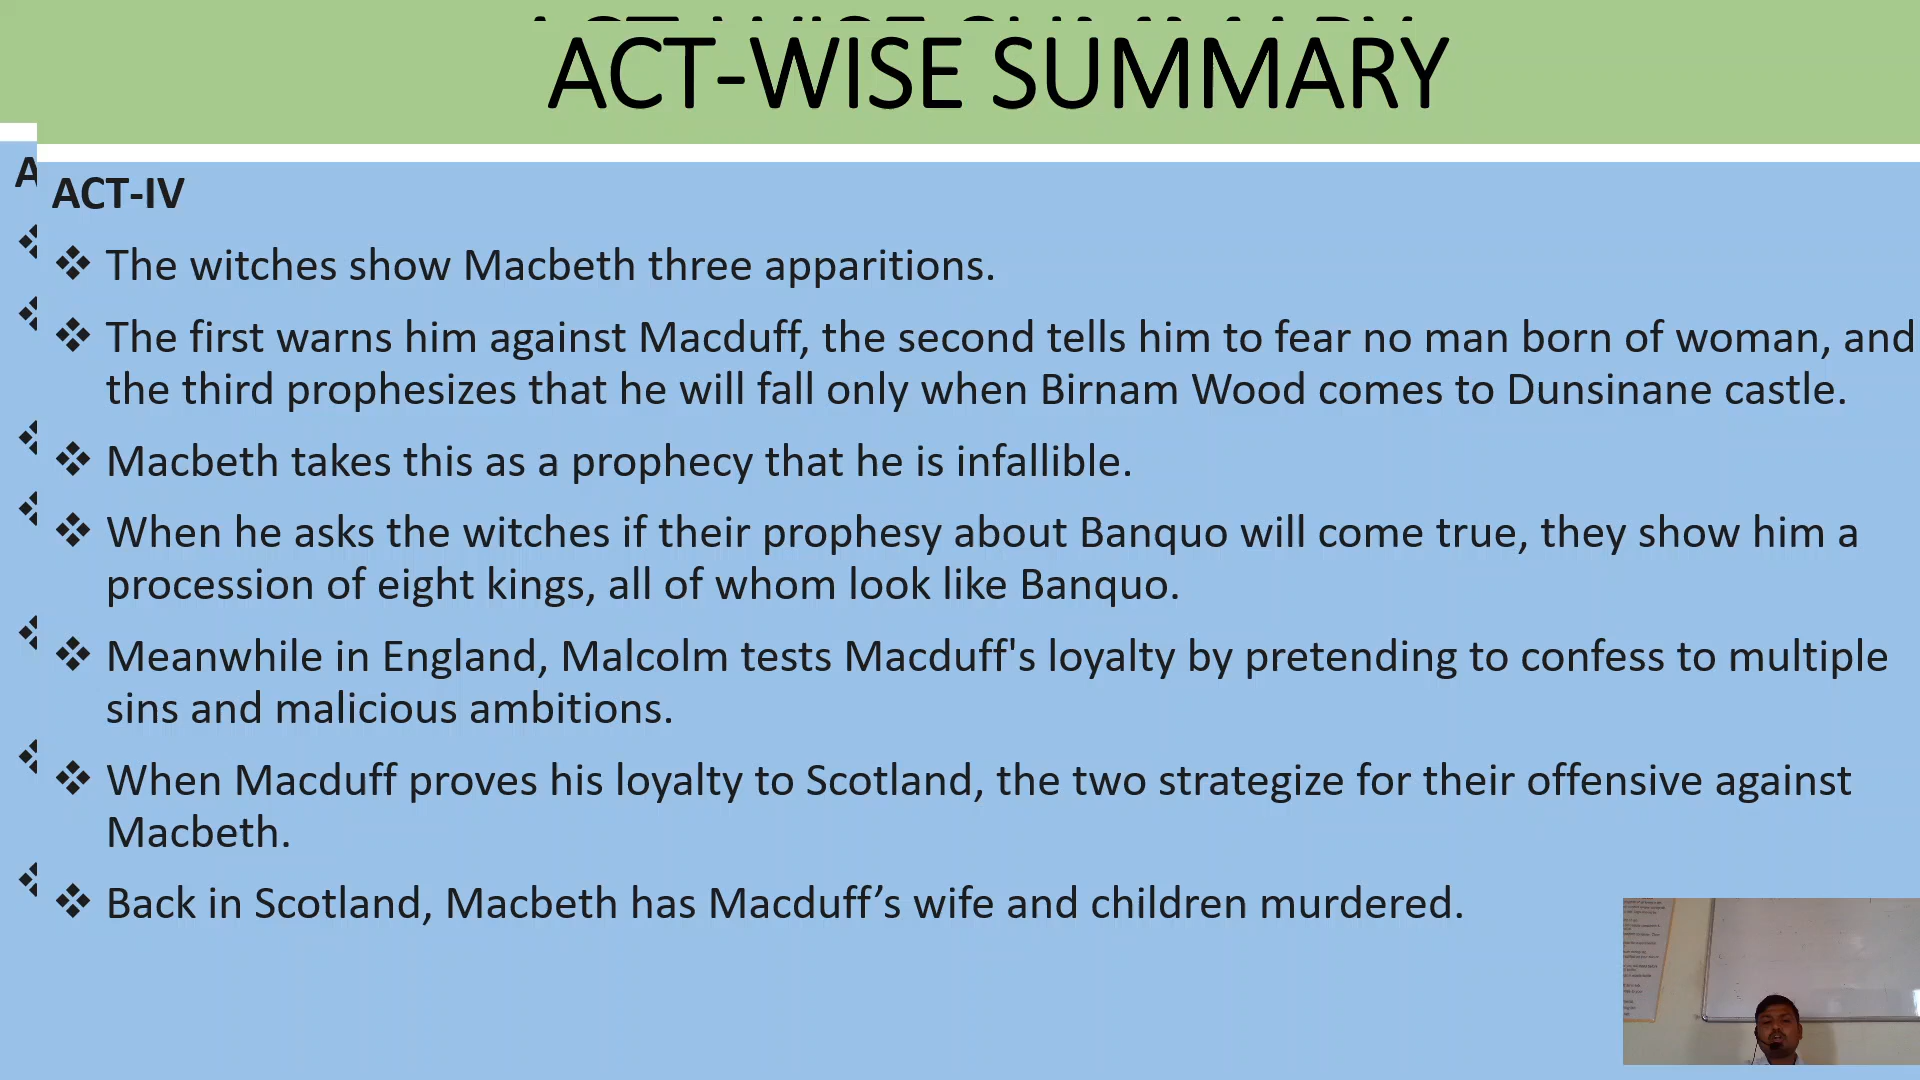 ACT-WISE SUMMARY
ACT-IV
❖ The witches show Macbeth three apparitions.
❖ The first warns him against Macduff, the second tells him to fear no man born of woman, and
the third prophesizes that he will fall only when Birnam Wood comes to Dunsinane castle.
❖ Macbeth takes this as a prophecy that he is infallible.
❖ When he asks the witches if their prophesy about Banquo will come true, they show him a
procession of eight kings, all of whom look like Banquo.
❖ Meanwhile in England, Malcolm tests Macduff's loyalty by pretending to confess to multiple
sins and malicious ambitions.
❖ When Macduff proves his loyalty to Scotland, the two strategize for their offensive against
Macbeth.
❖ Back in Scotland, Macbeth has Macduff’s wife and children murdered.